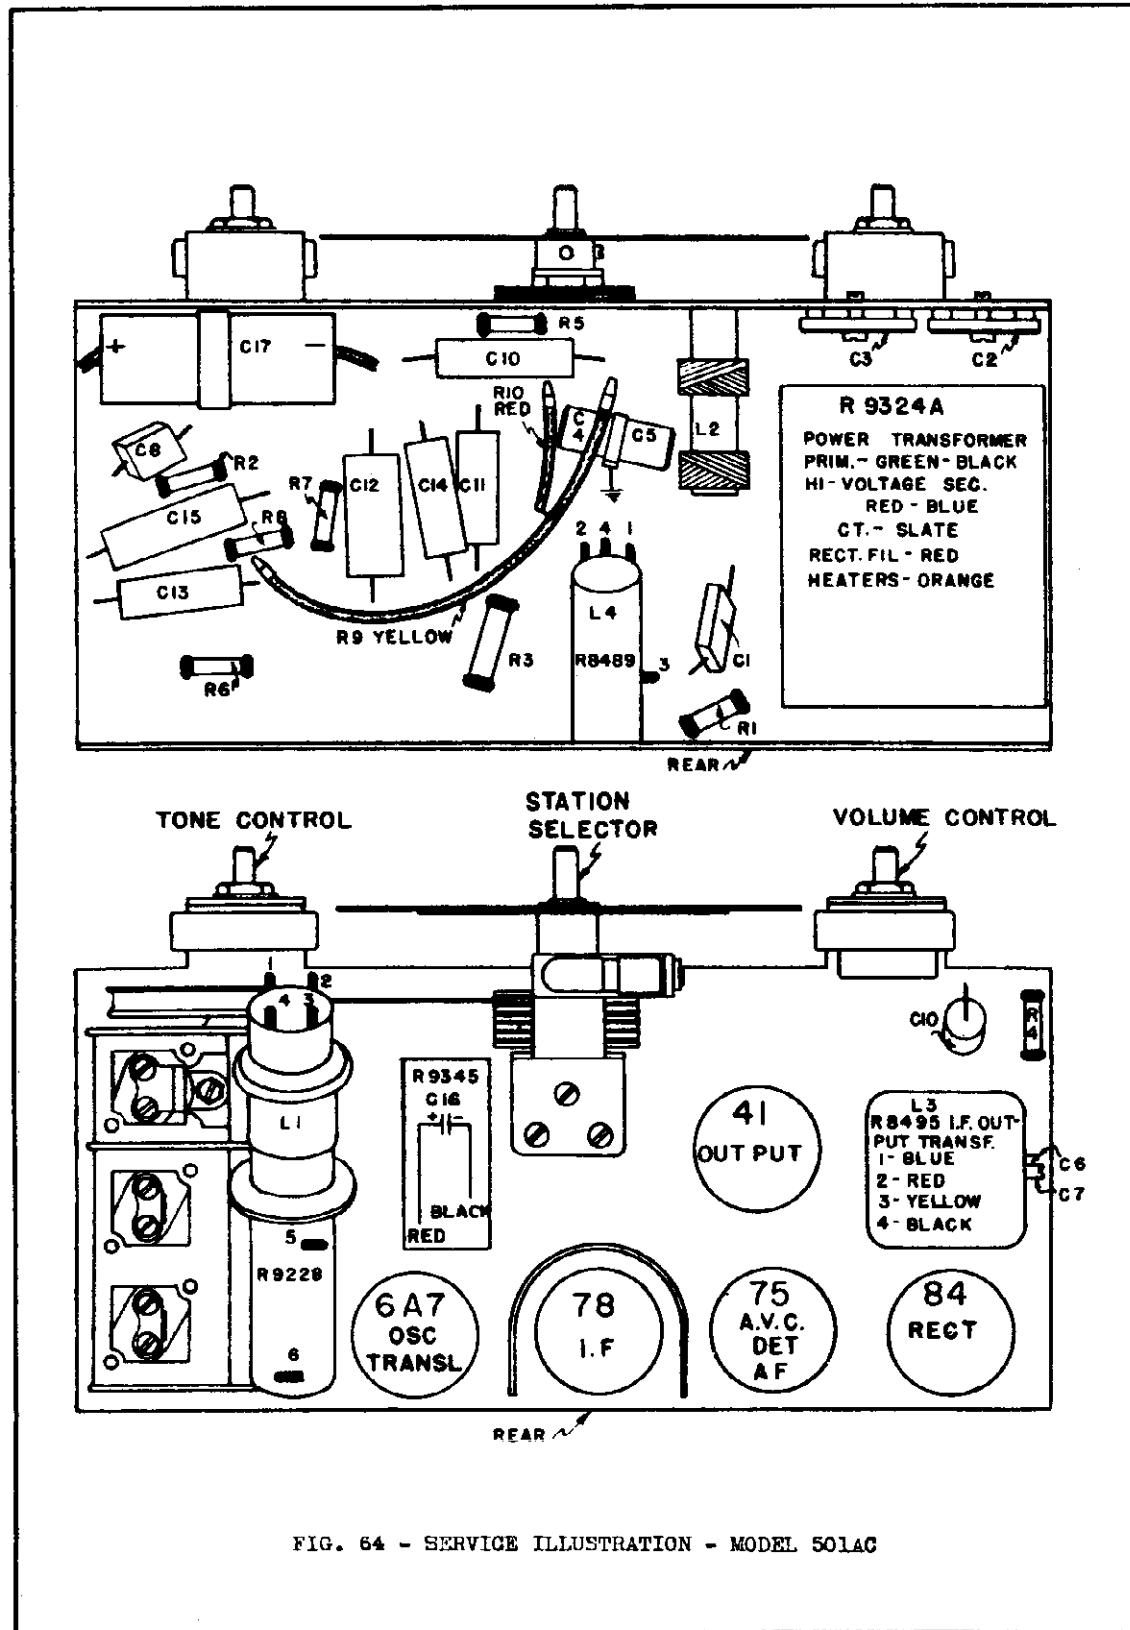 + C17 −
R5
C10
C3
C2
R10
RED
C
4
C5
L2
R 9324A
POWER TRANSFORMER
PRIM.- GREEN-BLACK
HI-VOLTAGE SEC.
RED-BLUE
CT.- SLATE
RECT. FIL - RED
HEATERS-ORANGE
C8
R2
R7
C12
C14
C11
C15
R8
2 4 1
C13
R9 YELLOW
L4
R8489
3
R3
C1
R6
R1
REAR
TONE CONTROL
STATION
SELECTOR
VOLUME CONTROL
1
2
4 3
C10
R
4
R9345
C16
+ -
BLACK
RED
L1
41
OUTPUT
L3
R8495 I.F. OUT-
PUT TRANSF.
1- BLUE
2- RED
3- YELLOW
4- BLACK
C6
C7
5
R9228
6
6A7
OSC
TRANSL
78
I.F
75
A.V.C.
DET
AF
84
RECT
REAR
FIG. 64 - SERVICE ILLUSTRATION - MODEL 501AC